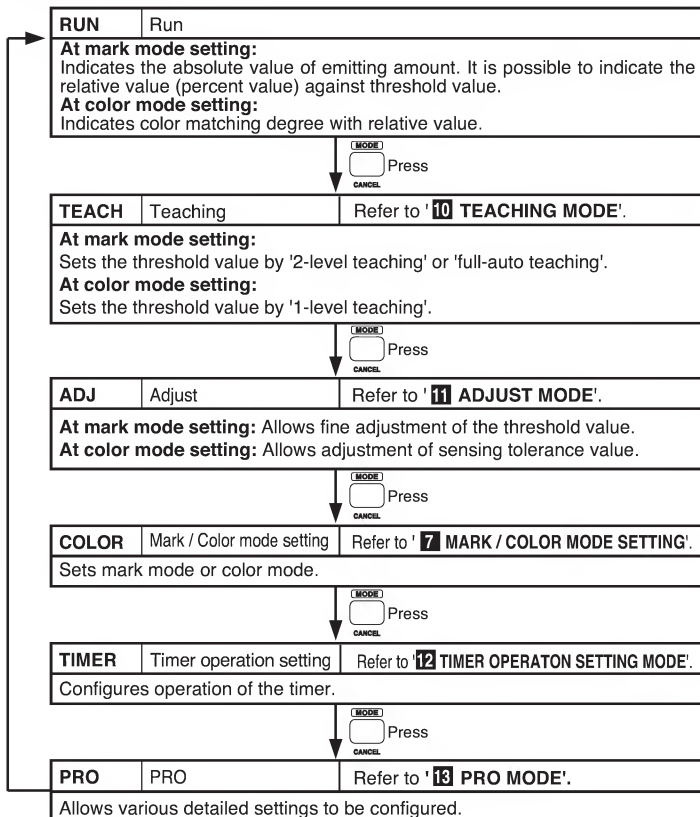 RUN Run
At mark mode setting:
Indicates the absolute value of emitting amount. It is possible to indicate the
relative value (percent value) against threshold value.
At color mode setting:
Indicates color matching degree with relative value.
MODE
Press
CANCEL
TEACH Teaching Refer to '10 TEACHING MODE'.
At mark mode setting:
Sets the threshold value by '2-level teaching' or 'full-auto teaching'.
At color mode setting:
Sets the threshold value by '1-level teaching'.
MODE
Press
CANCEL
ADJ Adjust Refer to '11 ADJUST MODE'.
At mark mode setting: Allows fine adjustment of the threshold value.
At color mode setting: Allows adjustment of sensing tolerance value.
MODE
Press
CANCEL
COLOR Mark / Color mode setting Refer to ' 7 MARK / COLOR MODE SETTING'.
Sets mark mode or color mode.
MODE
Press
CANCEL
TIMER Timer operation setting Refer to '12 TIMER OPERATON SETTING MODE'.
Configures operation of the timer.
MODE
Press
CANCEL
PRO PRO Refer to '13 PRO MODE'.
Allows various detailed settings to be configured.